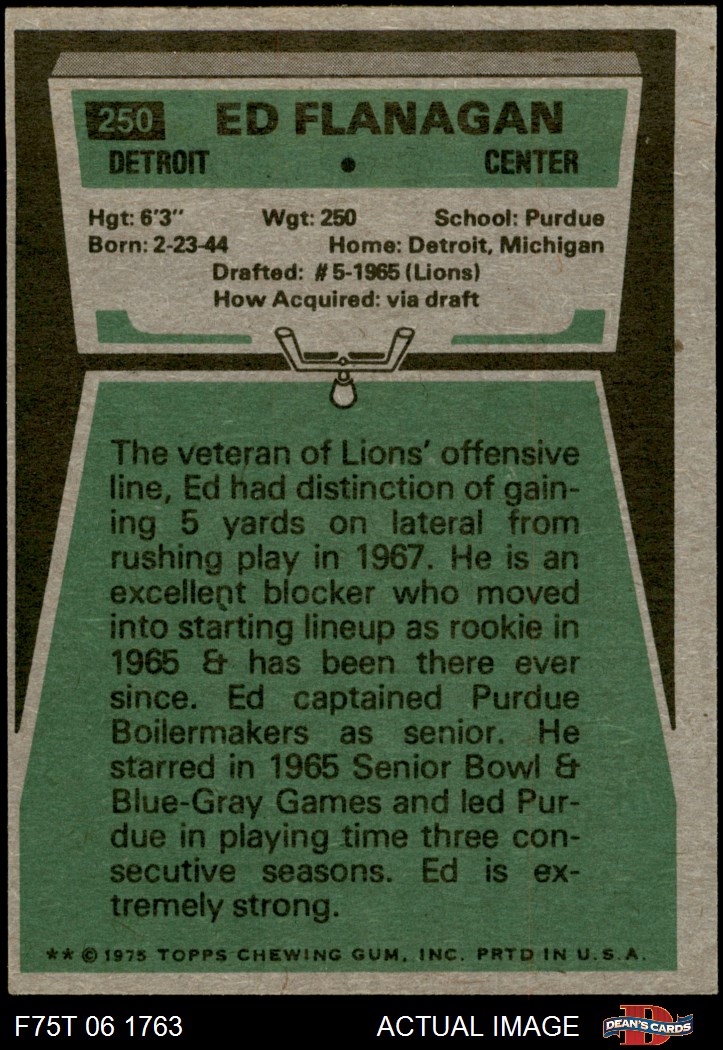 250 ED FLANAGAN
DETROIT • CENTER
Hgt: 6'3" Wgt: 250 School: Purdue
Born: 2-23-44 Home: Detroit, Michigan
Drafted: #5-1965 (Lions)
How Acquired: via draft
The veteran of Lions' offensive
line, Ed had distinction of gain-
ing 5 yards on lateral from
rushing play in 1967. He is an
excellent blocker who moved
into starting lineup as rookie in
1965 & has been there ever
since. Ed captained Purdue
Boilermakers as senior. He
starred in 1965 Senior Bowl &
Blue-Gray Games and led Pur-
due in playing time three con-
secutive seasons. Ed is ex-
tremely strong.
** © 1975 TOPPS CHEWING GUM, INC. PRTD IN U.S.A.
F75T 06 1763 ACTUAL IMAGE D DEAN'S CARDS